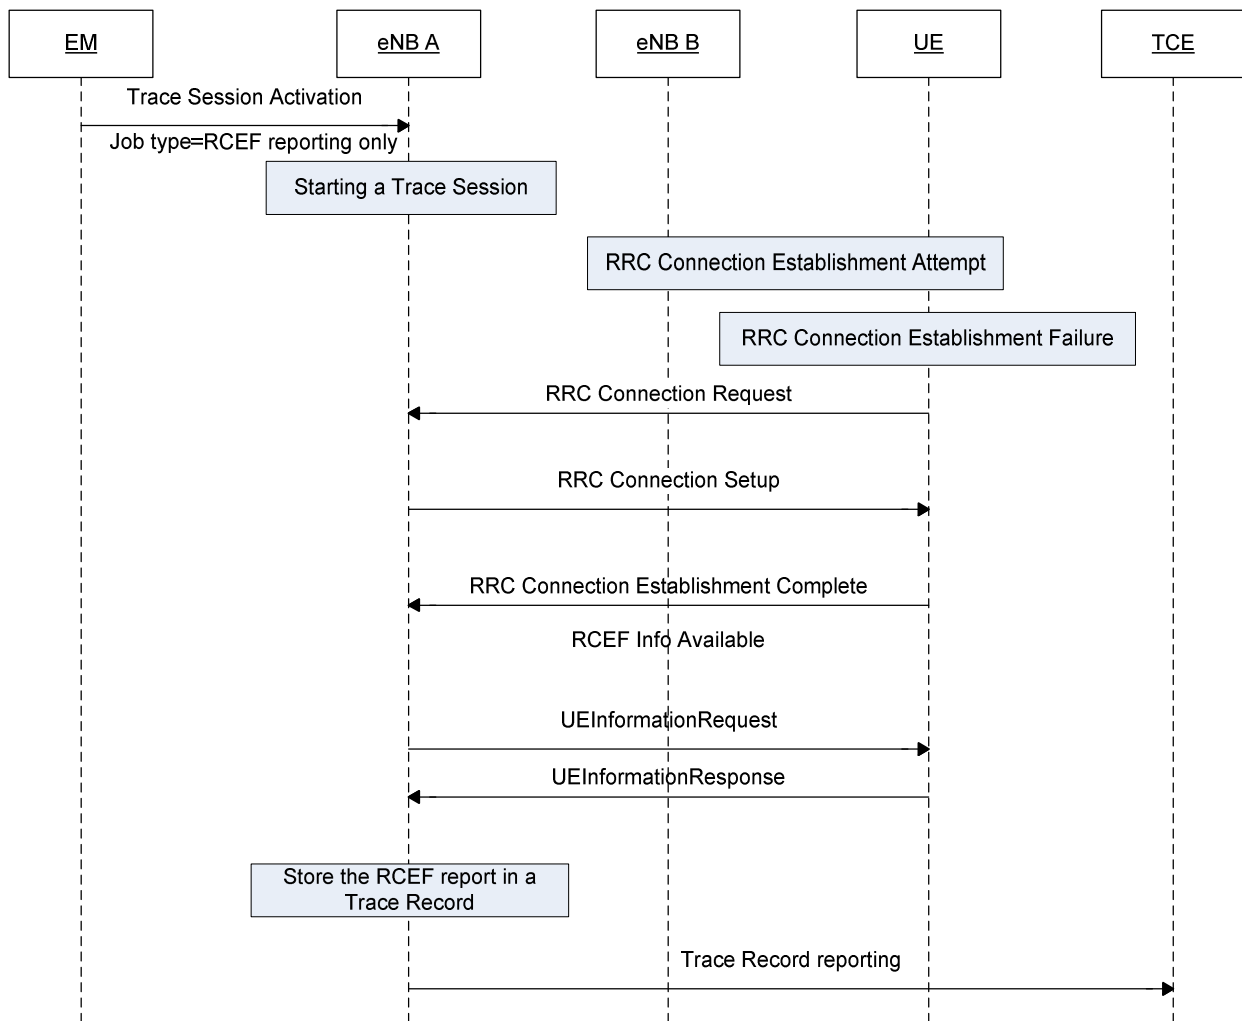 EM
eNB A
eNB B
UE
TCE
Trace Session Activation
Job type=RCEF reporting only
Starting a Trace Session
RRC Connection Establishment Attempt
RRC Connection Establishment Failure
RRC Connection Request
RRC Connection Setup
RRC Connection Establishment Complete
RCEF Info Available
UEInformationRequest
UEInformationResponse
Store the RCEF report in a
Trace Record
Trace Record reporting